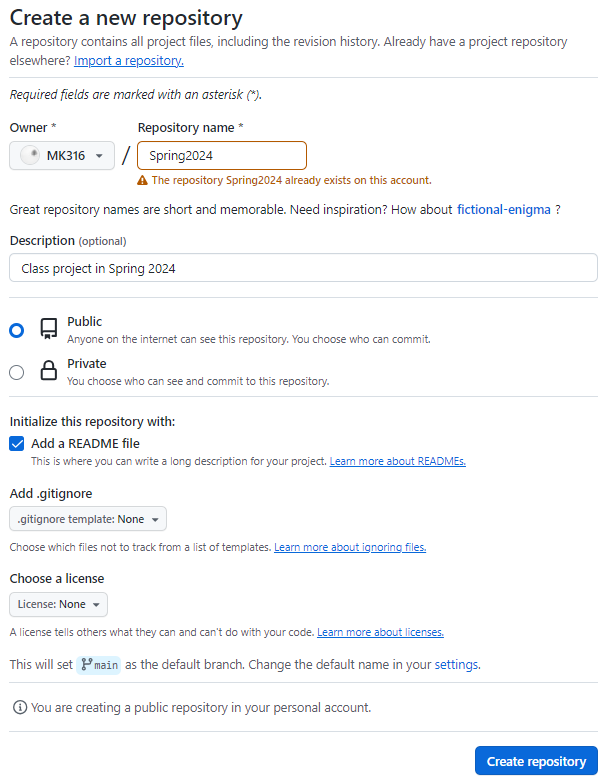 Create a new repository
A repository contains all project files, including the revision history. Already have a project repository
elsewhere? Import a repository.
Required fields are marked with an asterisk (*).
Owner * Repository name *
MK316 / Spring2024
The repository Spring2024 already exists on this account.
Great repository names are short and memorable. Need inspiration? How about fictional-enigma ?
Description (optional)
Class project in Spring 2024
Public
Anyone on the internet can see this repository. You choose who can commit.
Private
You choose who can see and commit to this repository.
Initialize this repository with:
Add a README file
This is where you can write a long description for your project. Learn more about READMEs.
Add .gitignore
.gitignore template: None
Choose which files not to track from a list of templates. Learn more about ignoring files.
Choose a license
License: None
A license tells others what they can and can't do with your code. Learn more about licenses.
This will set main as the default branch. Change the default name in your settings.
You are creating a public repository in your personal account.
Create repository